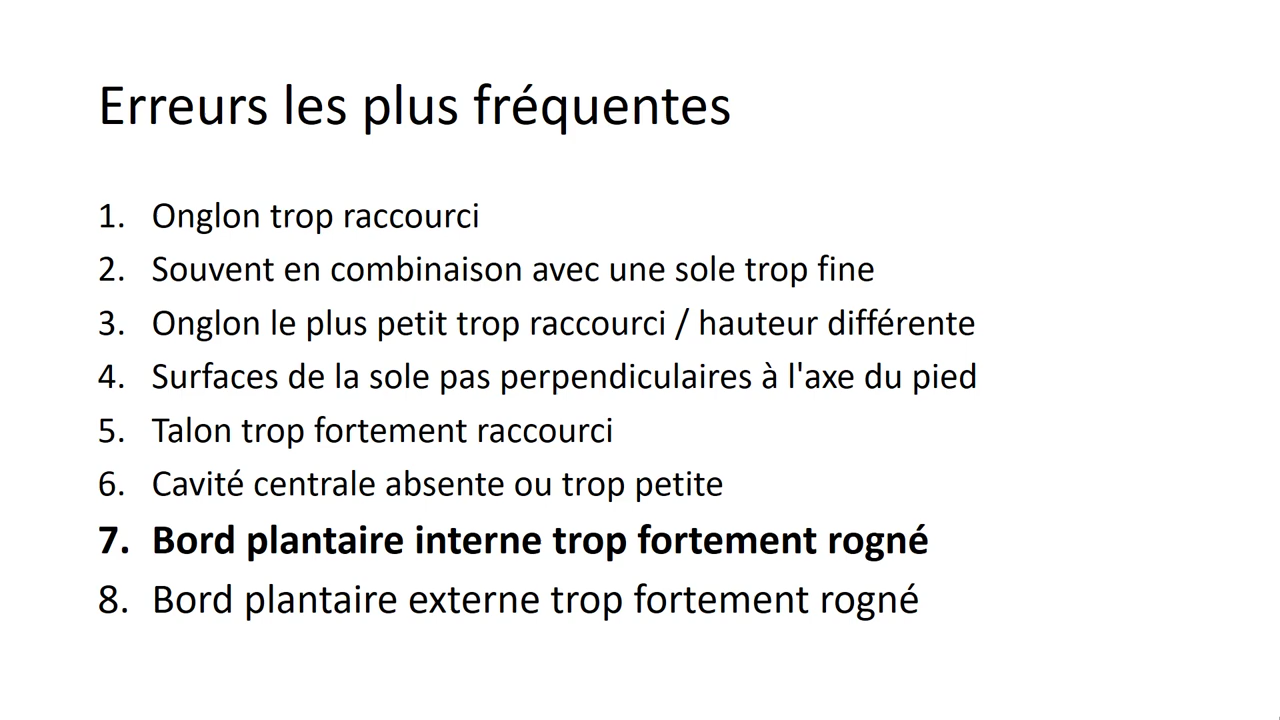 Erreurs les plus fréquentes
1. Onglon trop raccourci
2. Souvent en combinaison avec une sole trop fine
3. Onglon le plus petit trop raccourci / hauteur différente
4. Surfaces de la sole pas perpendiculaires à l'axe du pied
5. Talon trop fortement raccourci
6. Cavité centrale absente ou trop petite
7. Bord plantaire interne trop fortement rogné
8. Bord plantaire externe trop fortement rogné